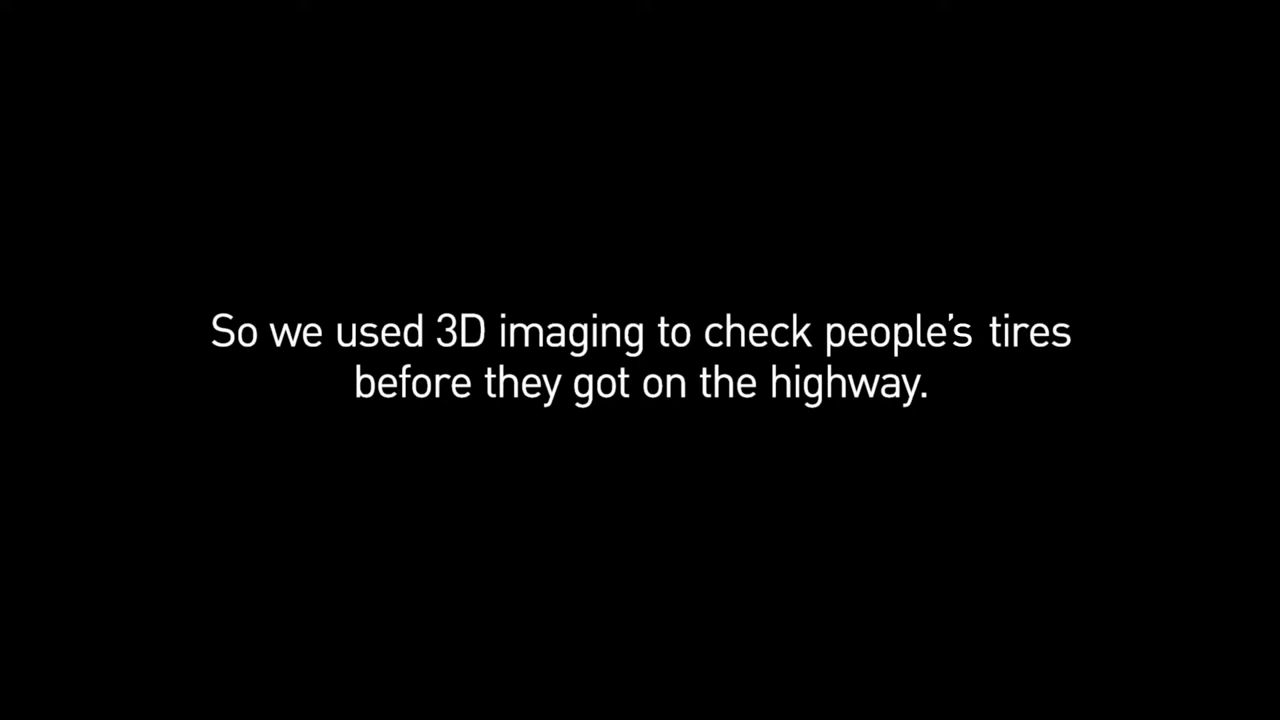 So we used 3D imaging to check people’s tires
before they got on the highway.